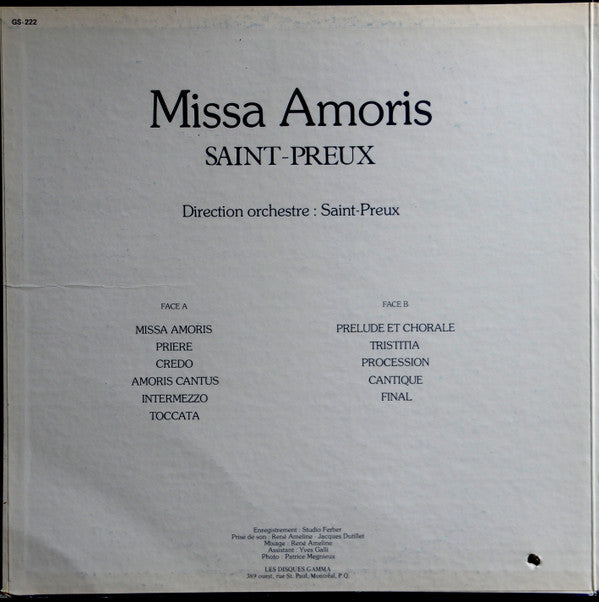 GS-222
Missa Amoris
SAINT-PREUX
Direction orchestre : Saint-Preux
FACE A
MISSA AMORIS
PRIERE
CREDO
AMORIS CANTUS
INTERMEZZO
TOCCATA
FACE B
PRELUDE ET CHORALE
TRISTITIA
PROCESSION
CANTIQUE
FINAL
Enregistrement : Studio Ferber
Prise de son : René Ameline - Jacques Dutillet
Mixage : René Ameline
Assistant : Yves Galli
Photo : Patrice Megnieux
LES DISQUES GAMMA
389 ouest, rue St. Paul, Montréal, P.Q.